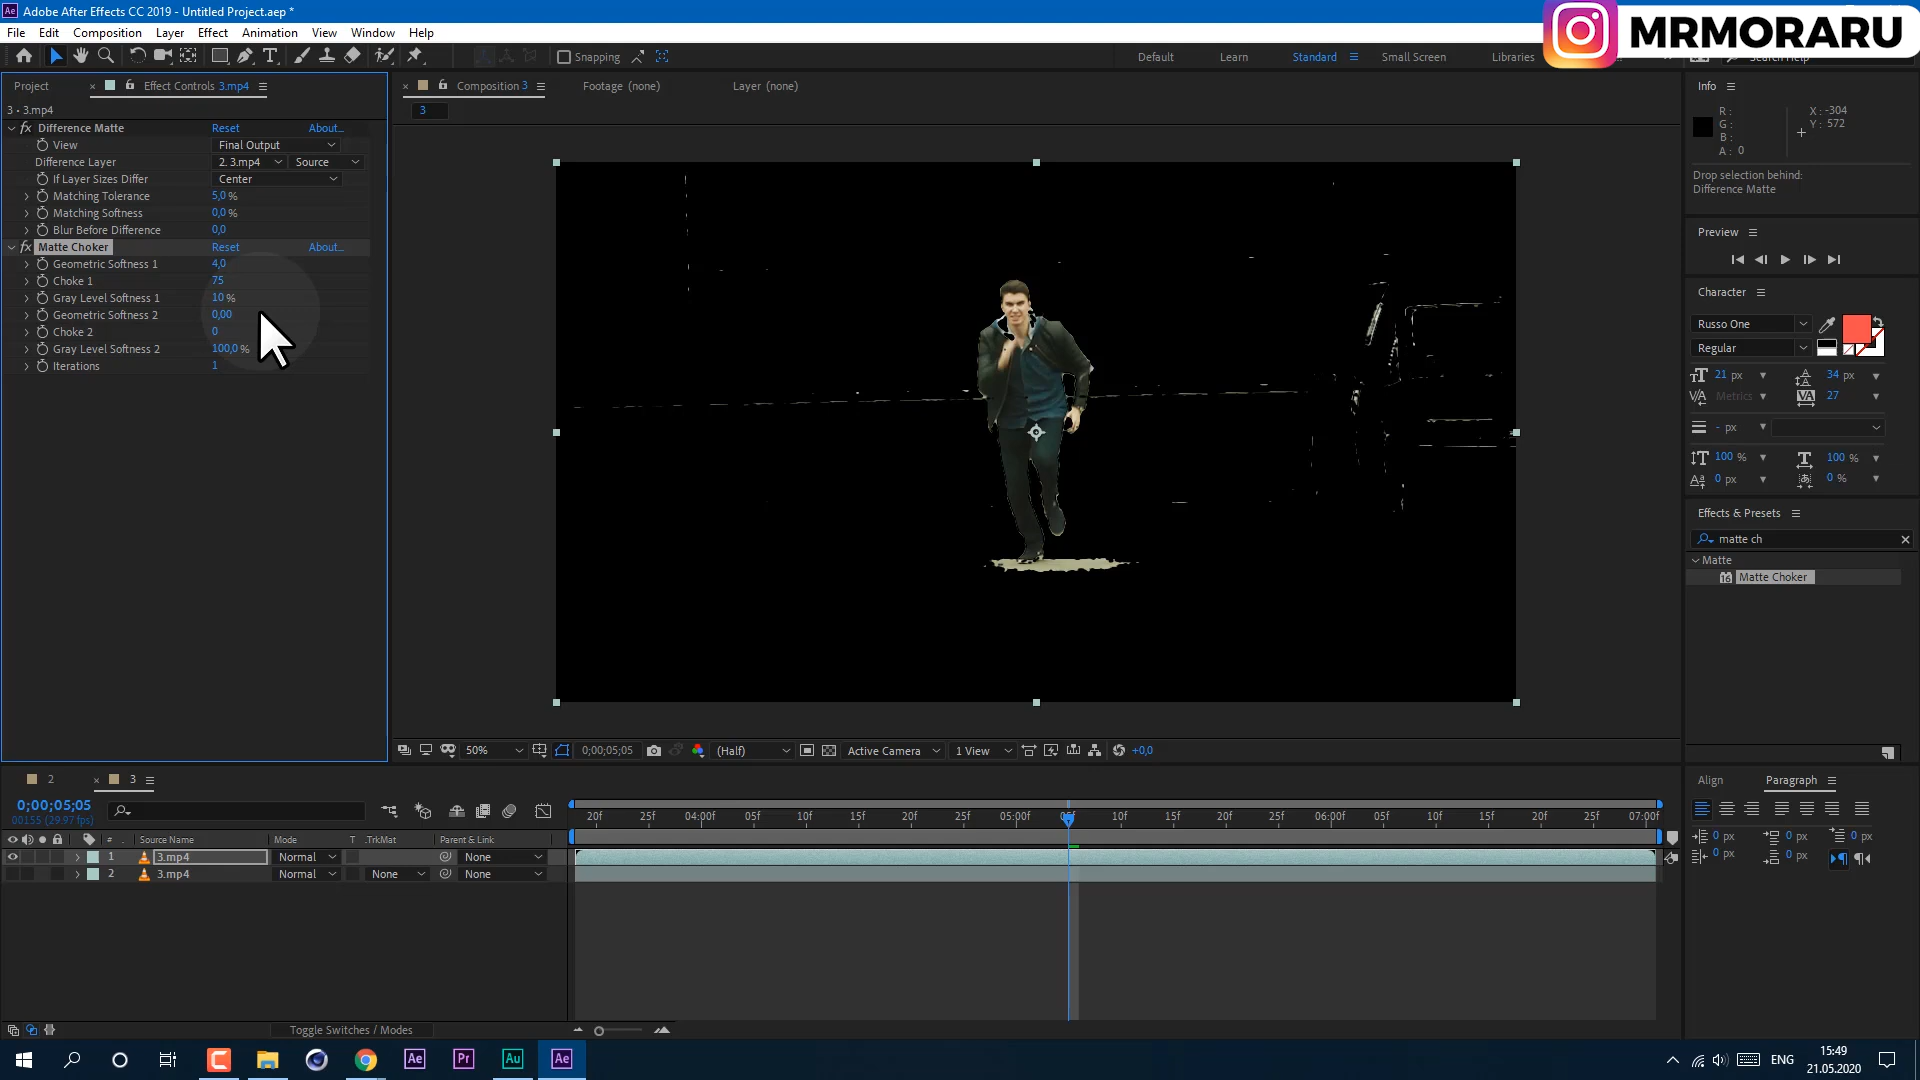 Adobe After Effects CC 2019 - Untitled Project.aep *
File Edit Composition Layer Effect Animation View Window Help
MRMORARU
Snapping
Default Learn Standard Small Screen Libraries
Project Effect Controls 3.mp4
3 • 3.mp4
Difference Matte Reset About...
View Final Output
Difference Layer 2. 3.mp4 Source
If Layer Sizes Differ Center
Matching Tolerance 5,0 %
Matching Softness 0,0 %
Blur Before Difference 0,0
Matte Choker Reset About...
Geometric Softness 1 4,0
Choke 1 75
Gray Level Softness 1 10 %
Geometric Softness 2 0,00
Choke 2 0
Gray Level Softness 2 100,0 %
Iterations 1
Composition 3 Footage (none) Layer (none)
3
50% 0;00;05;05 (Half) Active Camera 1 View +0,0
Info
R :
G :
B :
A : 0
X : -304
Y : 572
Drop selection behind:
Difference Matte
Preview
Character
Russo One
Regular
21 px 34 px
Metrics 27
- px
100 % 100 %
0 px 0 %
Effects & Presets
matte ch
Matte
Matte Choker
Align Paragraph
0 px 0 px 0 px
0 px 0 px
2 3
0;00;05;05
00155 (29.97 fps)
# Source Name Mode T .TrkMat Parent & Link
1 3.mp4 Normal None
2 3.mp4 Normal None None
20f 25f 04:00f 05f 10f 15f 20f 25f 05:00f 05f 10f 15f 20f 25f 06:00f 05f 10f 15f 20f 25f 07:00f
Toggle Switches / Modes
Ae Pr Au Ae
ENG
15:49
21.05.2020